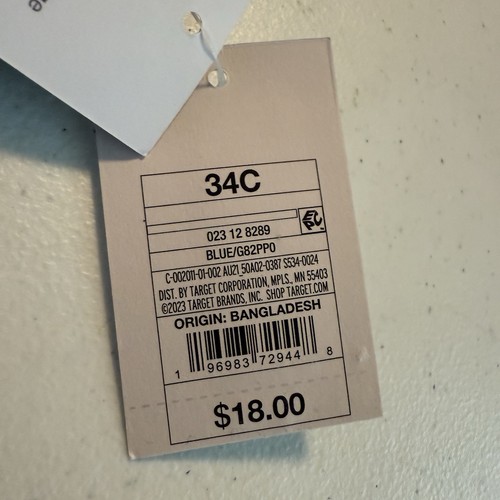 34C
EPC
023 12 8289
BLUE/G82PP0
C-002011-01-002 AU21_50A02-0387 S534-0024
DIST. BY TARGET CORPORATION, MPLS., MN 55403
©2023 TARGET BRANDS, INC. SHOP TARGET.COM
ORIGIN: BANGLADESH
1 96983 72944 8
$18.00